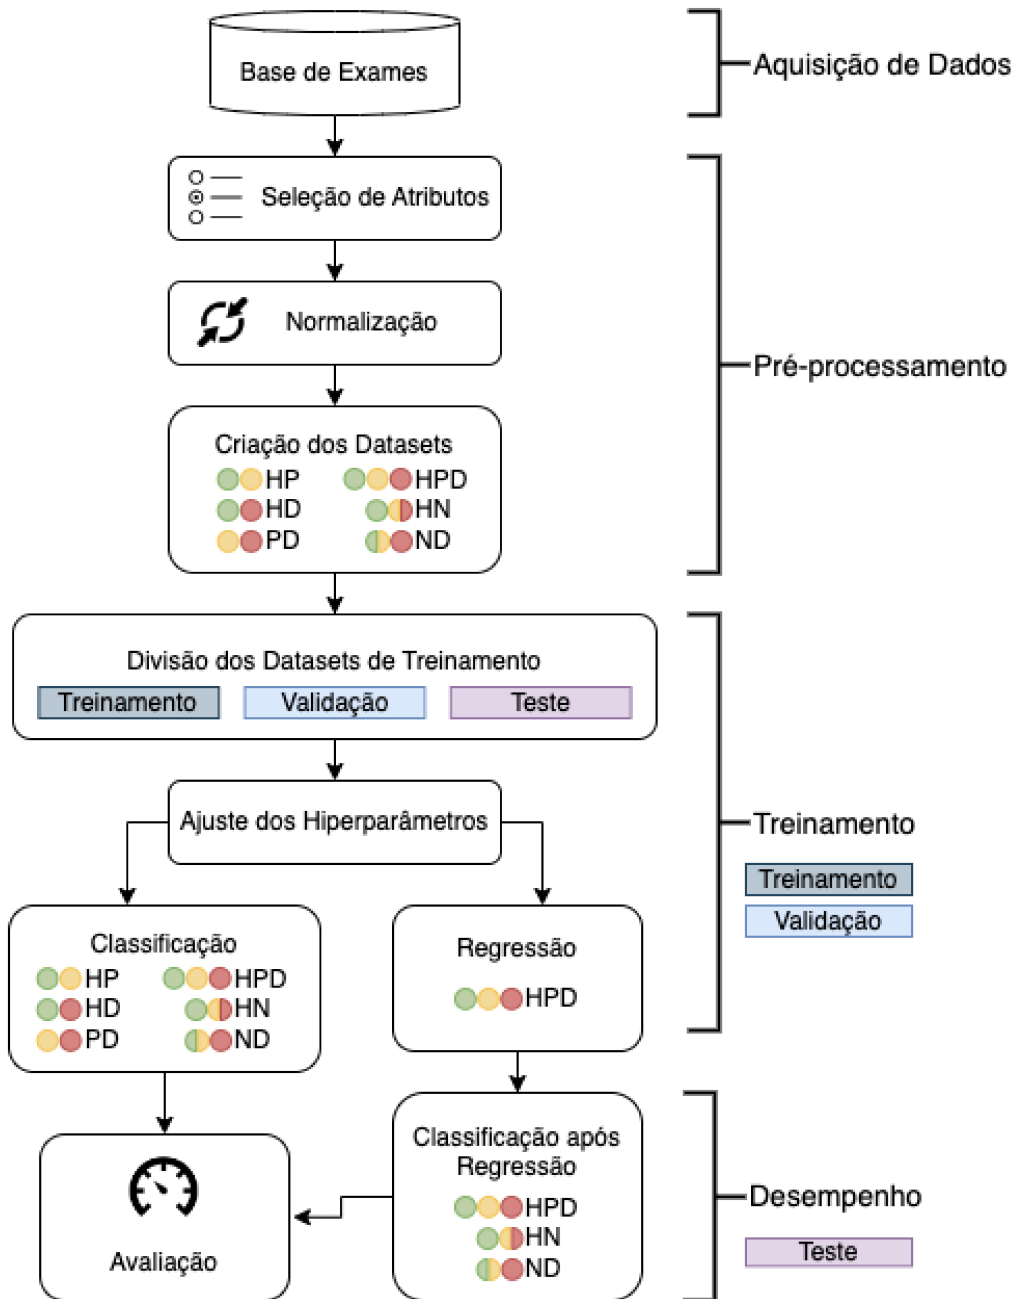 Base de Exames
Aquisição de Dados
Seleção de Atributos
Normalização
Pré-processamento
Criação dos Datasets
HP
HPD
HD
HN
PD
ND
Divisão dos Datasets de Treinamento
Treinamento
Validação
Teste
Ajuste dos Hiperparâmetros
Treinamento
Treinamento
Validação
Classificação
HP
HPD
HD
HN
PD
ND
Regressão
HPD
Classificação após
Regressão
HPD
HN
ND
Avaliação
Desempenho
Teste